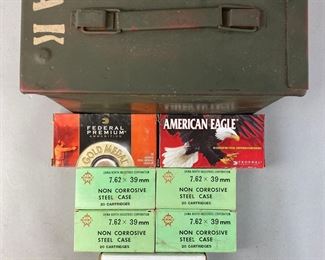 AK
FEDERAL
PREMIUM
AMMUNITION
GOLD MEDAL
AMERICAN EAGLE
FEDERAL
CHINA NORTH INDUSTRIES CORPORATION
7.62 × 39 mm
NON CORROSIVE
STEEL CASE
20 CARTRIDGES
CHINA NORTH INDUSTRIES CORPORATION
7.62 × 39 mm
NON CORROSIVE
STEEL CASE
20 CARTRIDGES
CHINA NORTH INDUSTRIES CORPORATION
7.62 × 39 mm
NON CORROSIVE
STEEL CASE
20 CARTRIDGES
CHINA NORTH INDUSTRIES CORPORATION
7.62 × 39 mm
NON CORROSIVE
STEEL CASE
20 CARTRIDGES